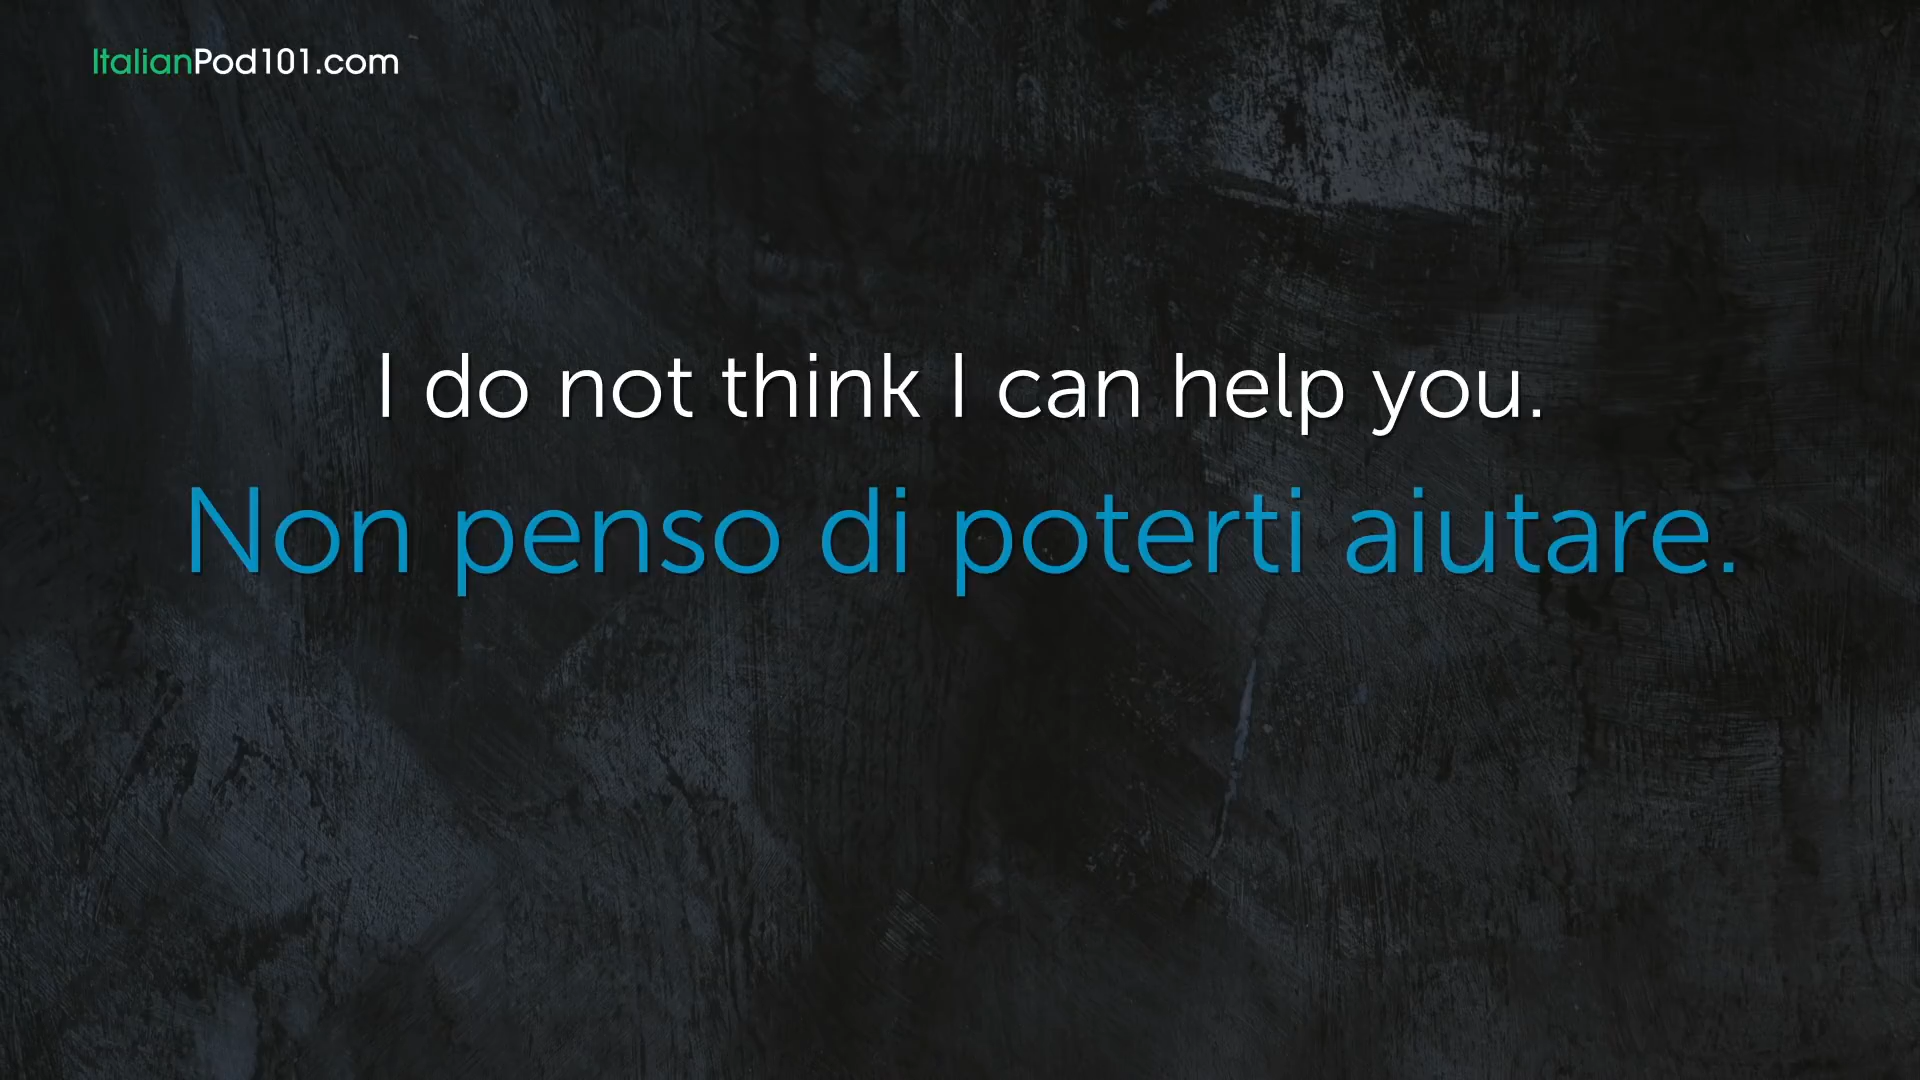 ItalianPod101.com
I do not think I can help you.
Non penso di poterti aiutare.